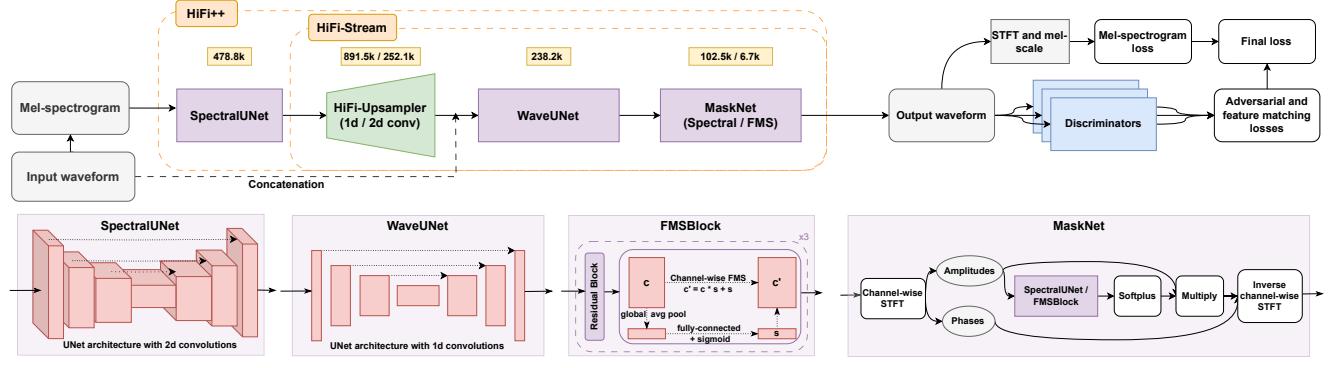 HiFi++
HiFi-Stream
478.8k
891.5k / 252.1k
238.2k
102.5k / 6.7k
Mel-spectrogram
Input waveform
SpectralUNet
HiFi-Upsampler
(1d / 2d conv)
WaveUNet
MaskNet
(Spectral / FMS)
Concatenation
Output waveform
STFT and mel-
scale
Mel-spectrogram
loss
Final loss
Discriminators
Adversarial and
feature matching
losses
SpectralUNet
UNet architecture with 2d convolutions
WaveUNet
UNet architecture with 1d convolutions
FMSBlock
x3
Residual Block
c
Channel-wise FMS
c' = c * s + s
c'
global avg pool
fully-connected
+ sigmoid
s
MaskNet
Channel-wise
STFT
Amplitudes
Phases
SpectralUNet /
FMSBlock
Softplus
Multiply
Inverse
channel-wise
STFT